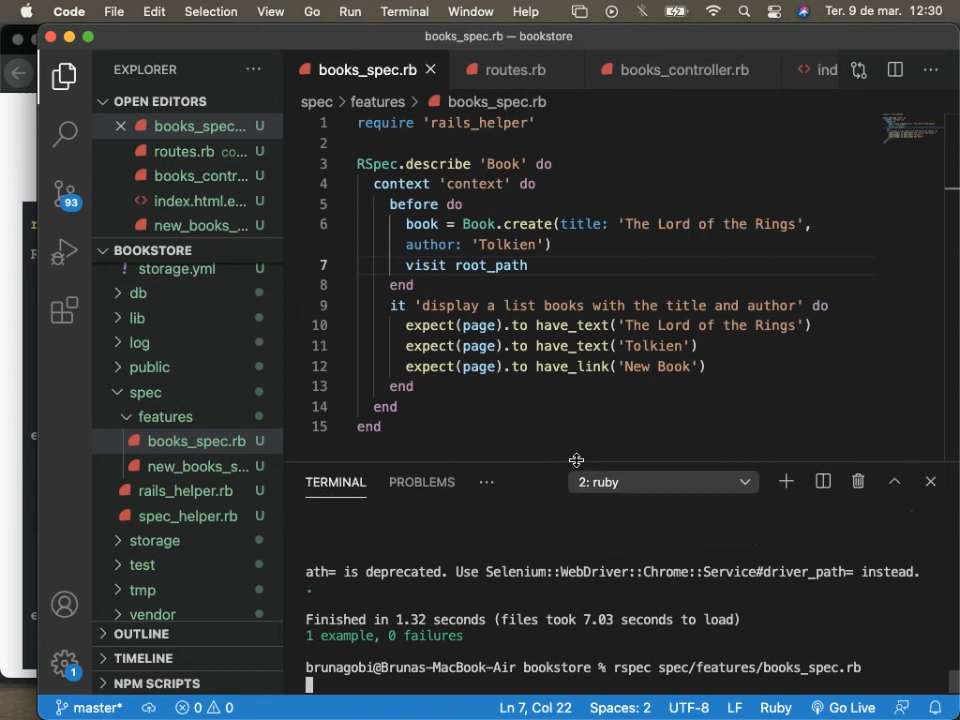 Code File Edit Selection View Go Run Terminal Window Help Ter. 9 de mar. 12:30
books_spec.rb — bookstore
EXPLORER
books_spec.rb routes.rb books_controller.rb ind
OPEN EDITORS
books_spec... U
routes.rb co... U
books_contr... U
index.html.e... U
new_books_... U
BOOKSTORE
storage.yml U
db
lib
log
public
spec
features
books_spec.rb U
new_books_s... U
rails_helper.rb U
spec_helper.rb U
storage
test
tmp
vendor
OUTLINE
TIMELINE
NPM SCRIPTS
93
1
spec > features > books_spec.rb
1 require 'rails_helper'
2
3 RSpec.describe 'Book' do
4 context 'context' do
5 before do
6 book = Book.create(title: 'The Lord of the Rings',
author: 'Tolkien')
7 visit root_path
8 end
9 it 'display a list books with the title and author' do
10 expect(page).to have_text('The Lord of the Rings')
11 expect(page).to have_text('Tolkien')
12 expect(page).to have_link('New Book')
13 end
14 end
15 end
TERMINAL PROBLEMS 2: ruby
ath= is deprecated. Use Selenium::WebDriver::Chrome::Service#driver_path= instead.
.
Finished in 1.32 seconds (files took 7.03 seconds to load)
1 example, 0 failures
brunagobi@Brunas-MacBook-Air bookstore % rspec spec/features/books_spec.rb
master* 0 0 Ln 7, Col 22 Spaces: 2 UTF-8 LF Ruby Go Live